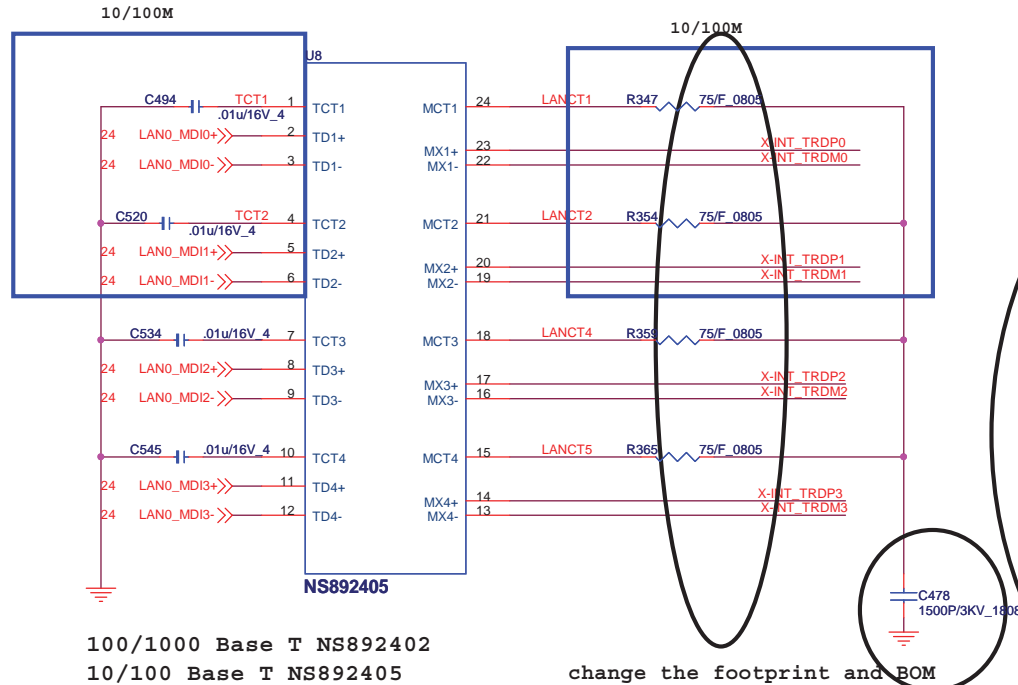 10/100M
10/100M
U8
C494 TCT1 1 TCT1 MCT1 24 LANCT1 R347 75/F_0805
.01u/16V_4
24 LAN0_MDI0+ 2 TD1+ MX1+ 23 X-INT_TRDP0
24 LAN0_MDI0- 3 TD1- MX1- 22 X-INT_TRDM0
C520 TCT2 4 TCT2 MCT2 21 LANCT2 R354 75/F_0805
.01u/16V_4
24 LAN0_MDI1+ 5 TD2+ MX2+ 20 X-INT_TRDP1
24 LAN0_MDI1- 6 TD2- MX2- 19 X-INT_TRDM1
C534 .01u/16V_4 7 TCT3 MCT3 18 LANCT4 R359 75/F_0805
24 LAN0_MDI2+ 8 TD3+ MX3+ 17 X-INT_TRDP2
24 LAN0_MDI2- 9 TD3- MX3- 16 X-INT_TRDM2
C545 .01u/16V_4 10 TCT4 MCT4 15 LANCT5 R365 75/F_0805
24 LAN0_MDI3+ 11 TD4+ MX4+ 14 X-INT_TRDP3
24 LAN0_MDI3- 12 TD4- MX4- 13 X-INT_TRDM3
NS892405
C478
1500P/3KV_1808
100/1000 Base T NS892402
10/100 Base T NS892405
change the footprint and BOM